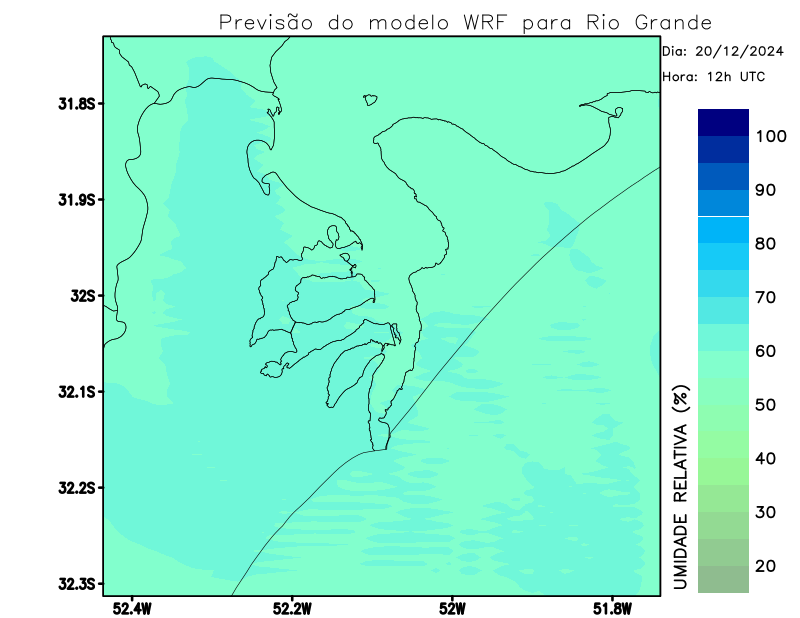 Previsão do modelo WRF para Rio Grande
Dia: 20/12/2024
Hora: 12h UTC
31.8S
31.9S
32S
32.1S
32.2S
32.3S
52.4W
52.2W
52W
51.8W
100
90
80
70
60
50
40
30
20
UMIDADE RELATIVA (%)